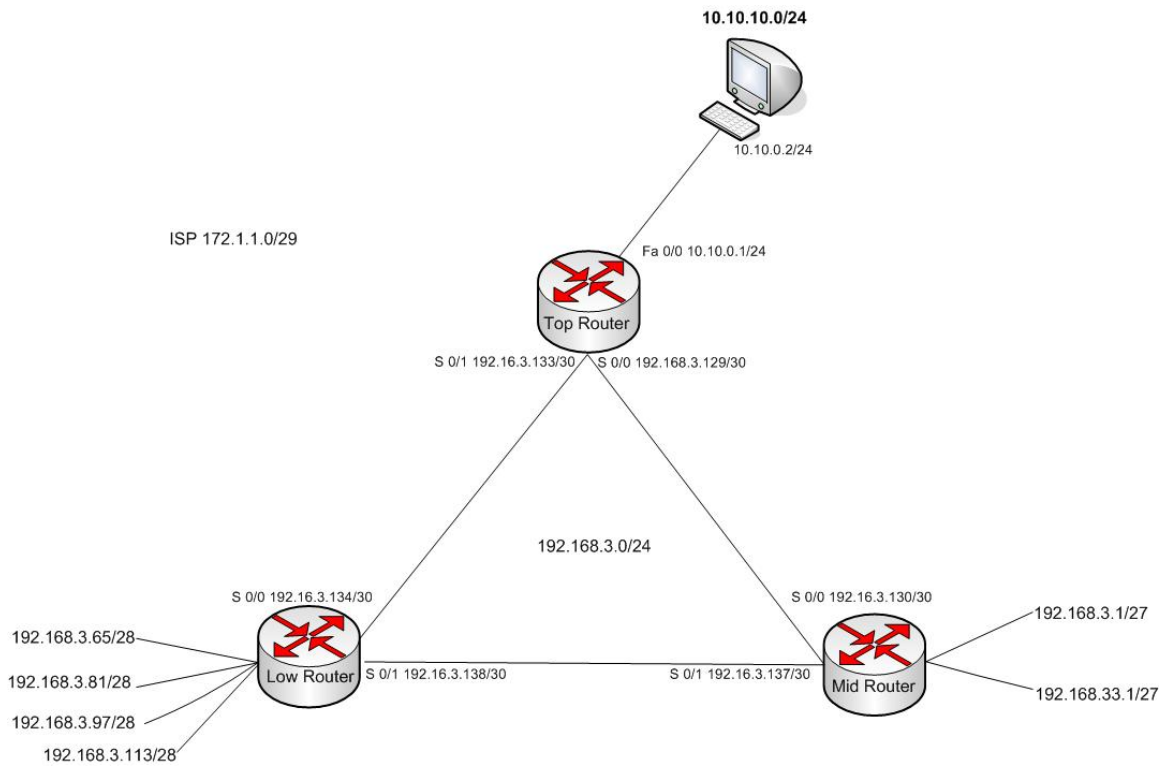 10.10.10.0/24
10.10.0.2/24
ISP 172.1.1.0/29
Fa 0/0 10.10.0.1/24
Top Router
S 0/1 192.16.3.133/30
S 0/0 192.168.3.129/30
192.168.3.0/24
S 0/0 192.16.3.134/30
S 0/0 192.16.3.130/30
192.168.3.65/28
192.168.3.81/28
192.168.3.97/28
192.168.3.113/28
Low Router
S 0/1 192.16.3.138/30
S 0/1 192.16.3.137/30
Mid Router
192.168.3.1/27
192.168.33.1/27